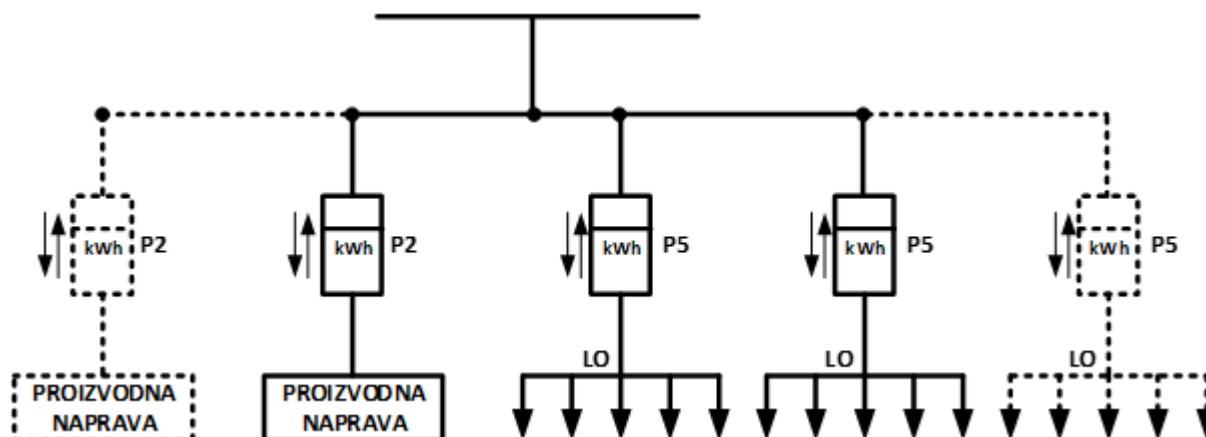 kWh P2
kWh P2
kWh P5
kWh P5
kWh P5
LO
LO
LO
PROIZVODNA
NAPRAVA
PROIZVODNA
NAPRAVA